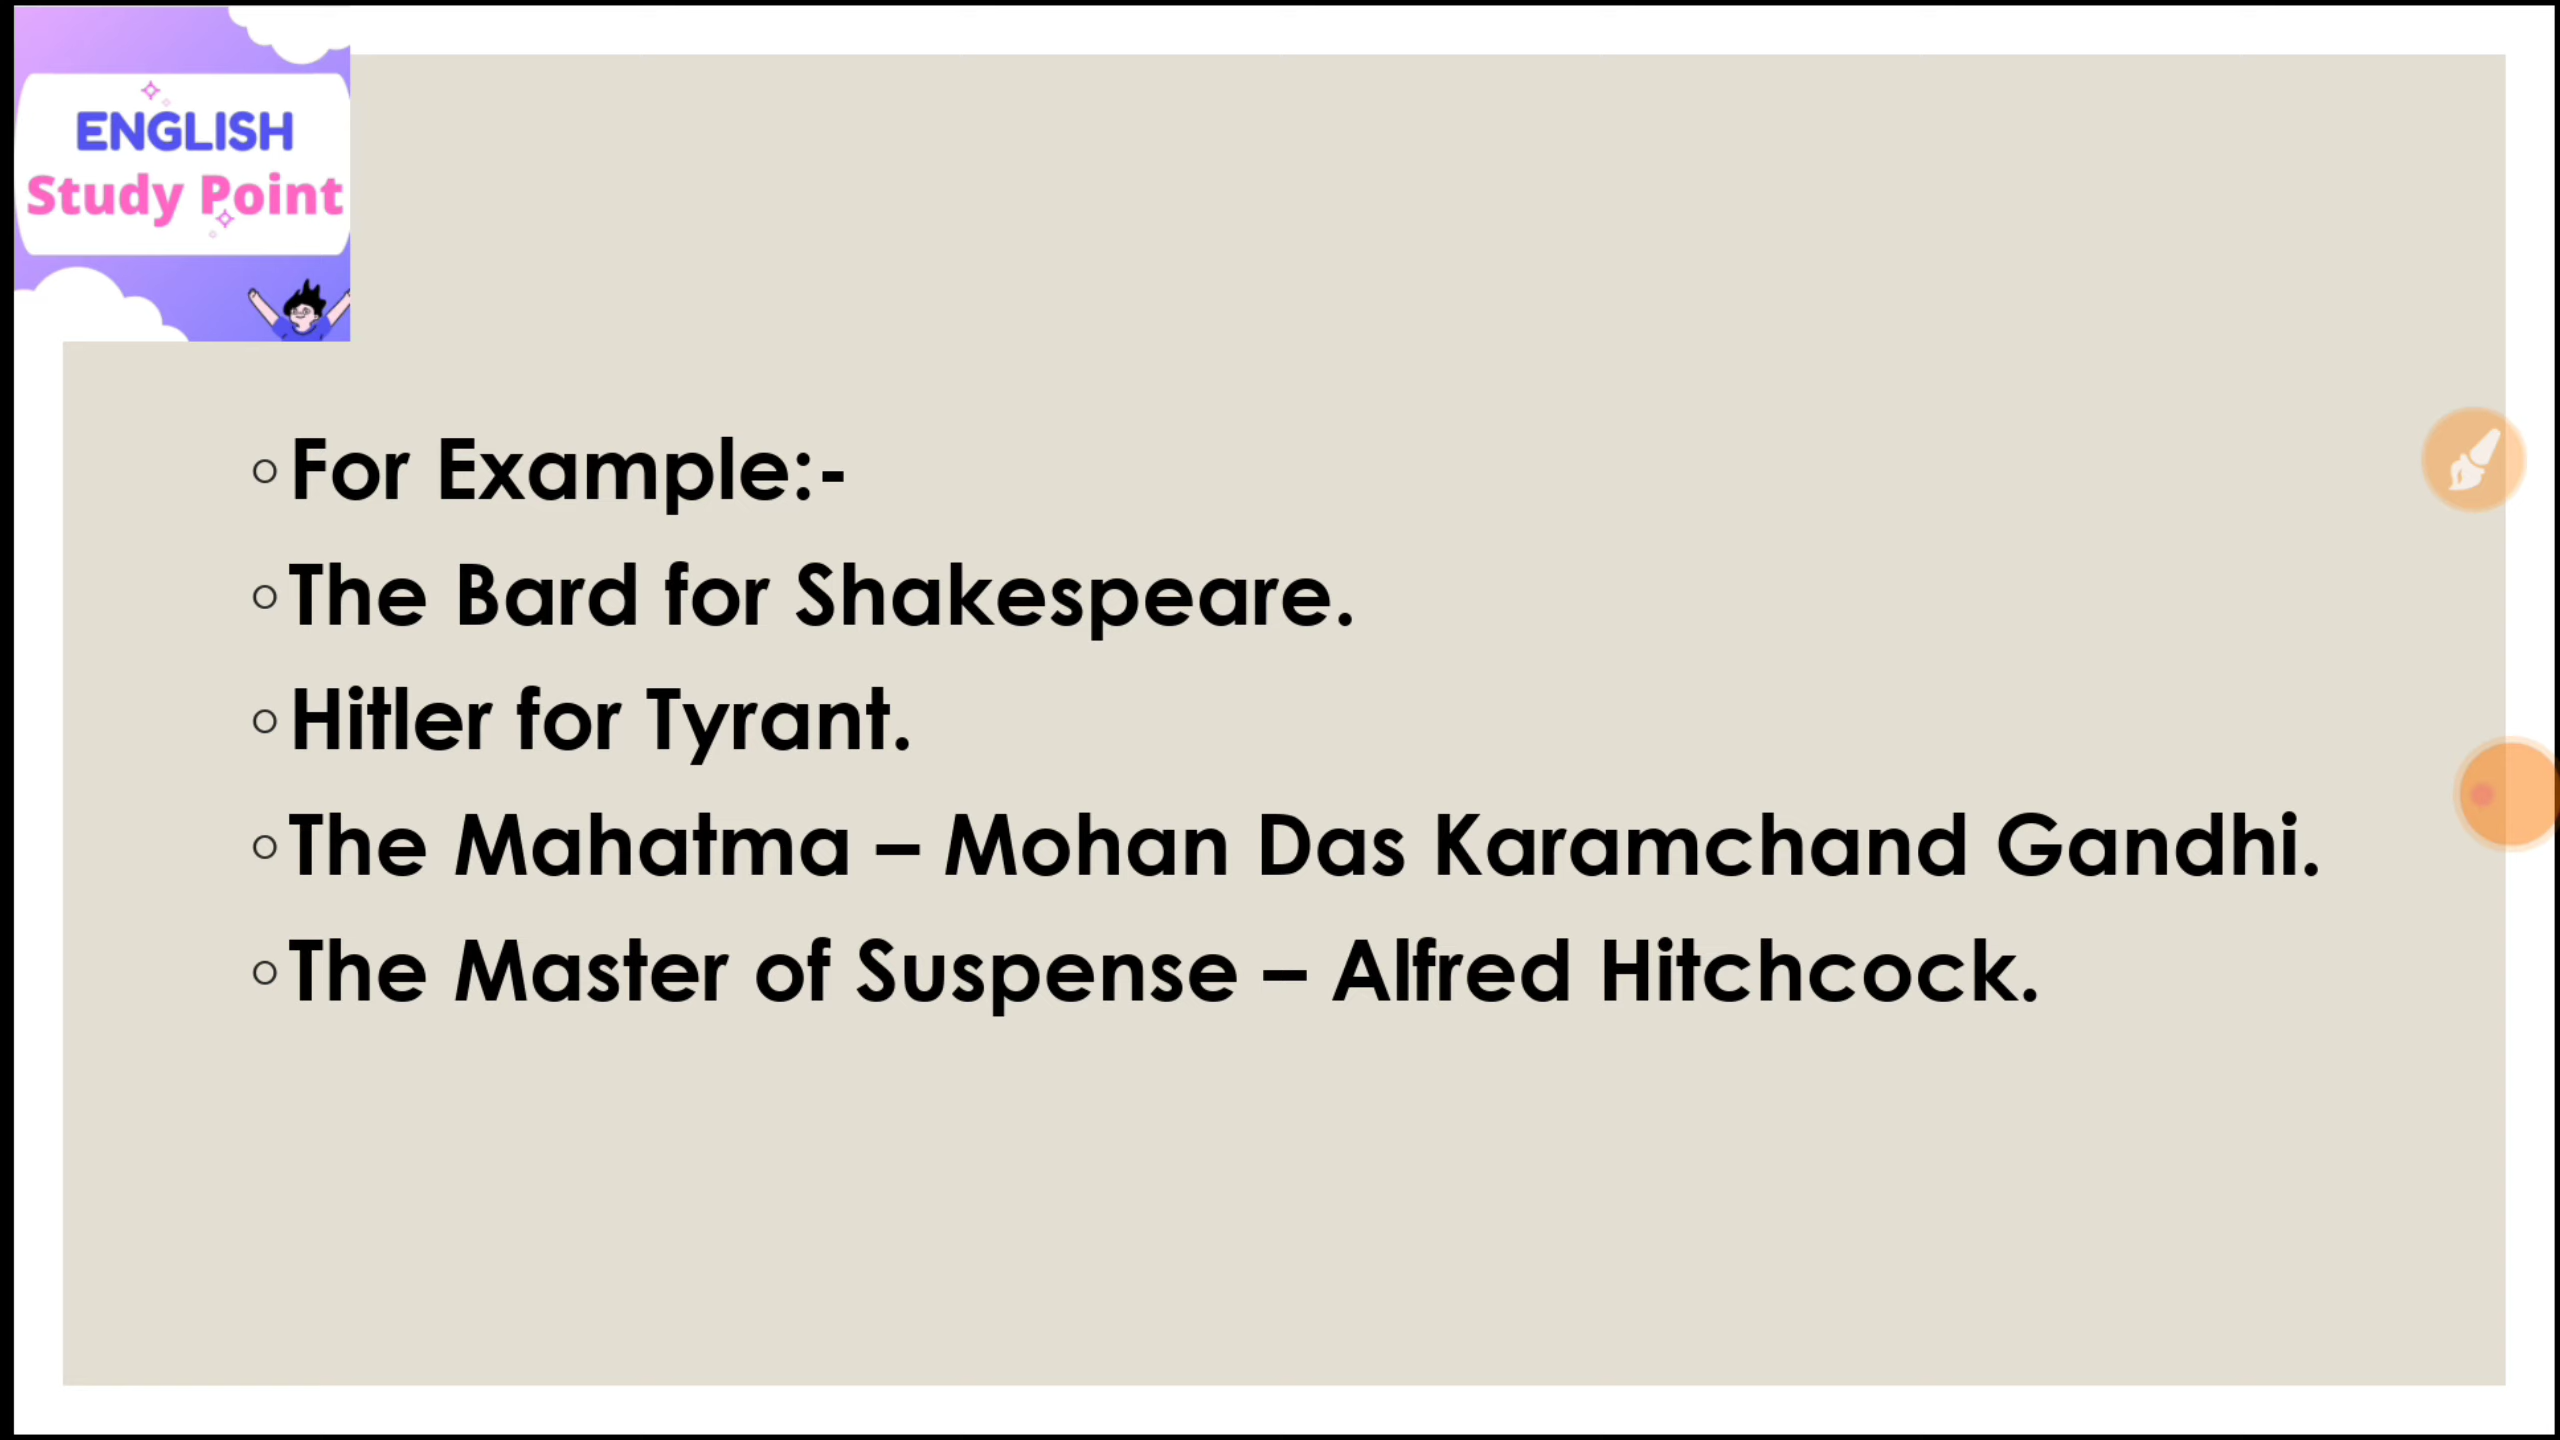 ENGLISH
Study Point
For Example:-
The Bard for Shakespeare.
Hitler for Tyrant.
The Mahatma – Mohan Das Karamchand Gandhi.
The Master of Suspense – Alfred Hitchcock.